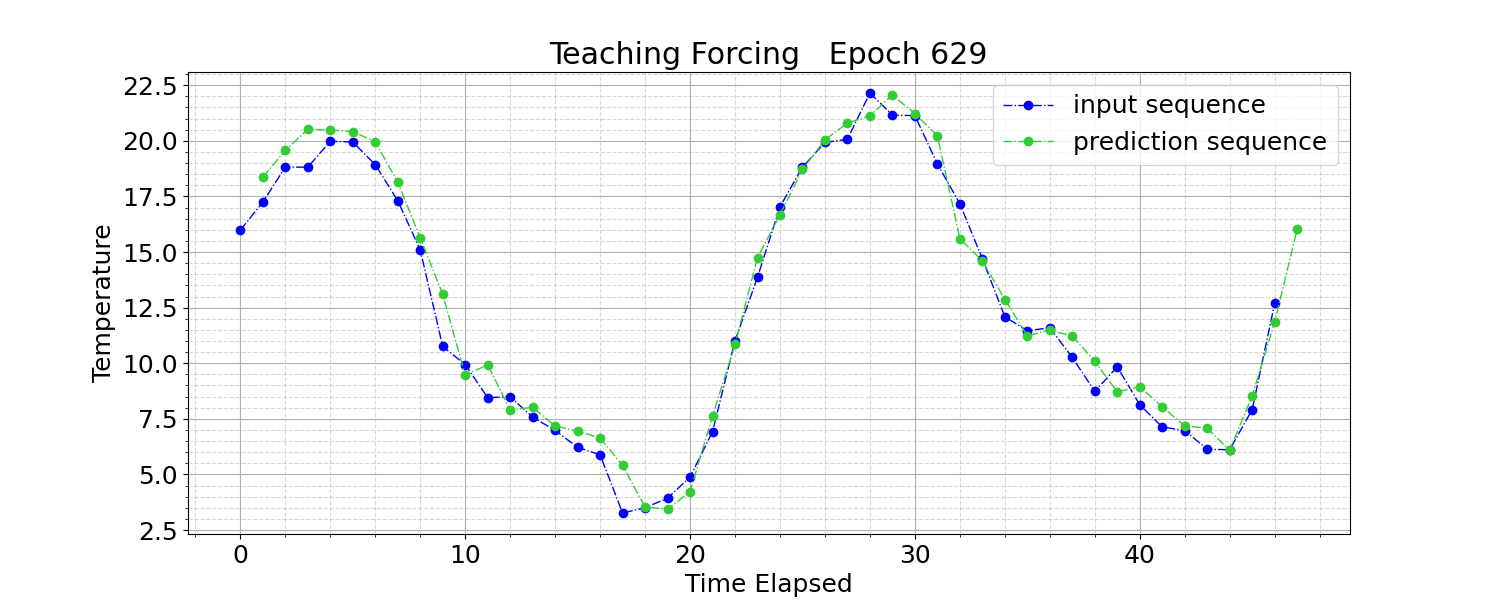 Teaching Forcing   Epoch 629
22.5
20.0
17.5
15.0
12.5
10.0
7.5
5.0
2.5
Temperature
input sequence
prediction sequence
0 10 20 30 40
Time Elapsed